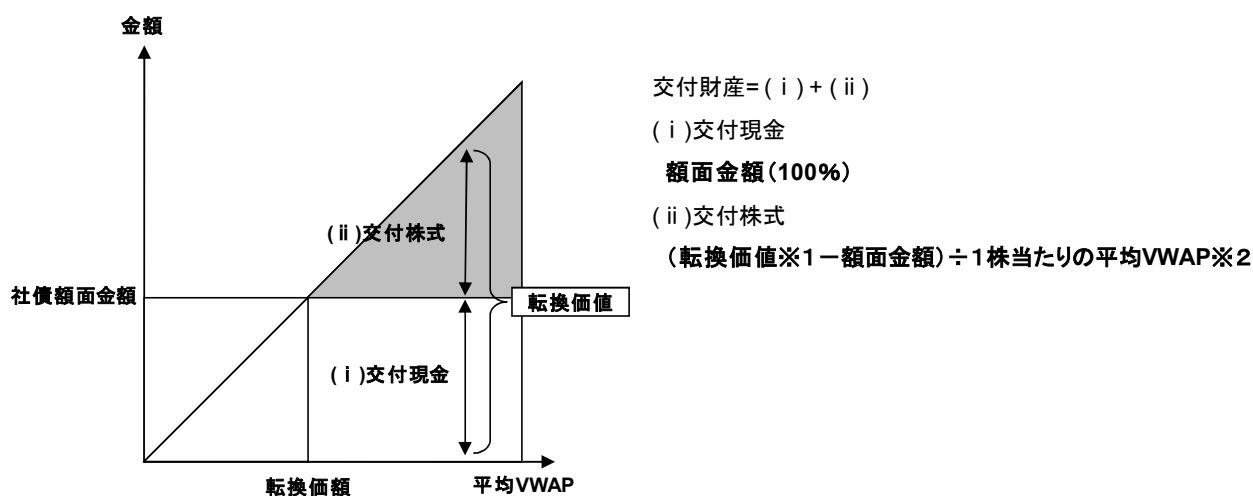 金額
社債額面金額
(ⅱ)交付株式
転換価値
(ⅰ)交付現金
転換価額
平均VWAP
交付財産=(ⅰ)+(ⅱ)
(ⅰ)交付現金
額面金額(100%)
(ⅱ)交付株式
(転換価値※1-額面金額)÷1株当たりの平均VWAP※2